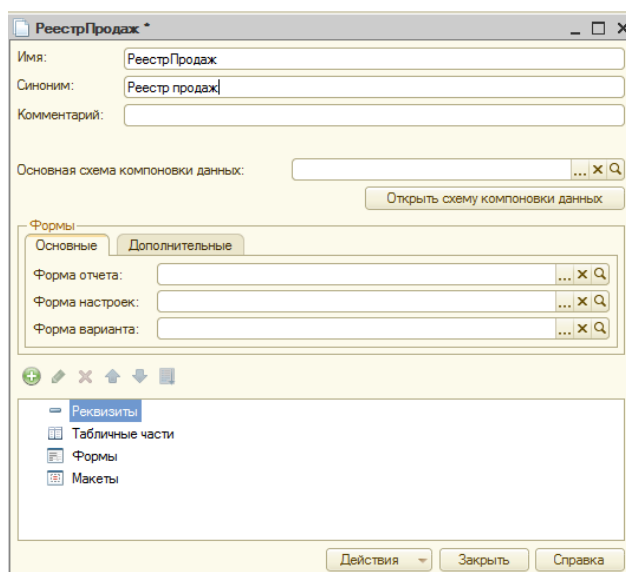 РеестрПродаж *
Имя: РеестрПродаж
Синоним: Реестр продаж
Комментарий:
Основная схема компоновки данных: ...
Открыть схему компоновки данных
Формы
Основные Дополнительные
Форма отчета: ...
Форма настроек: ...
Форма варианта: ...
Реквизиты
Табличные части
Формы
Макеты
Действия Закрыть Справка